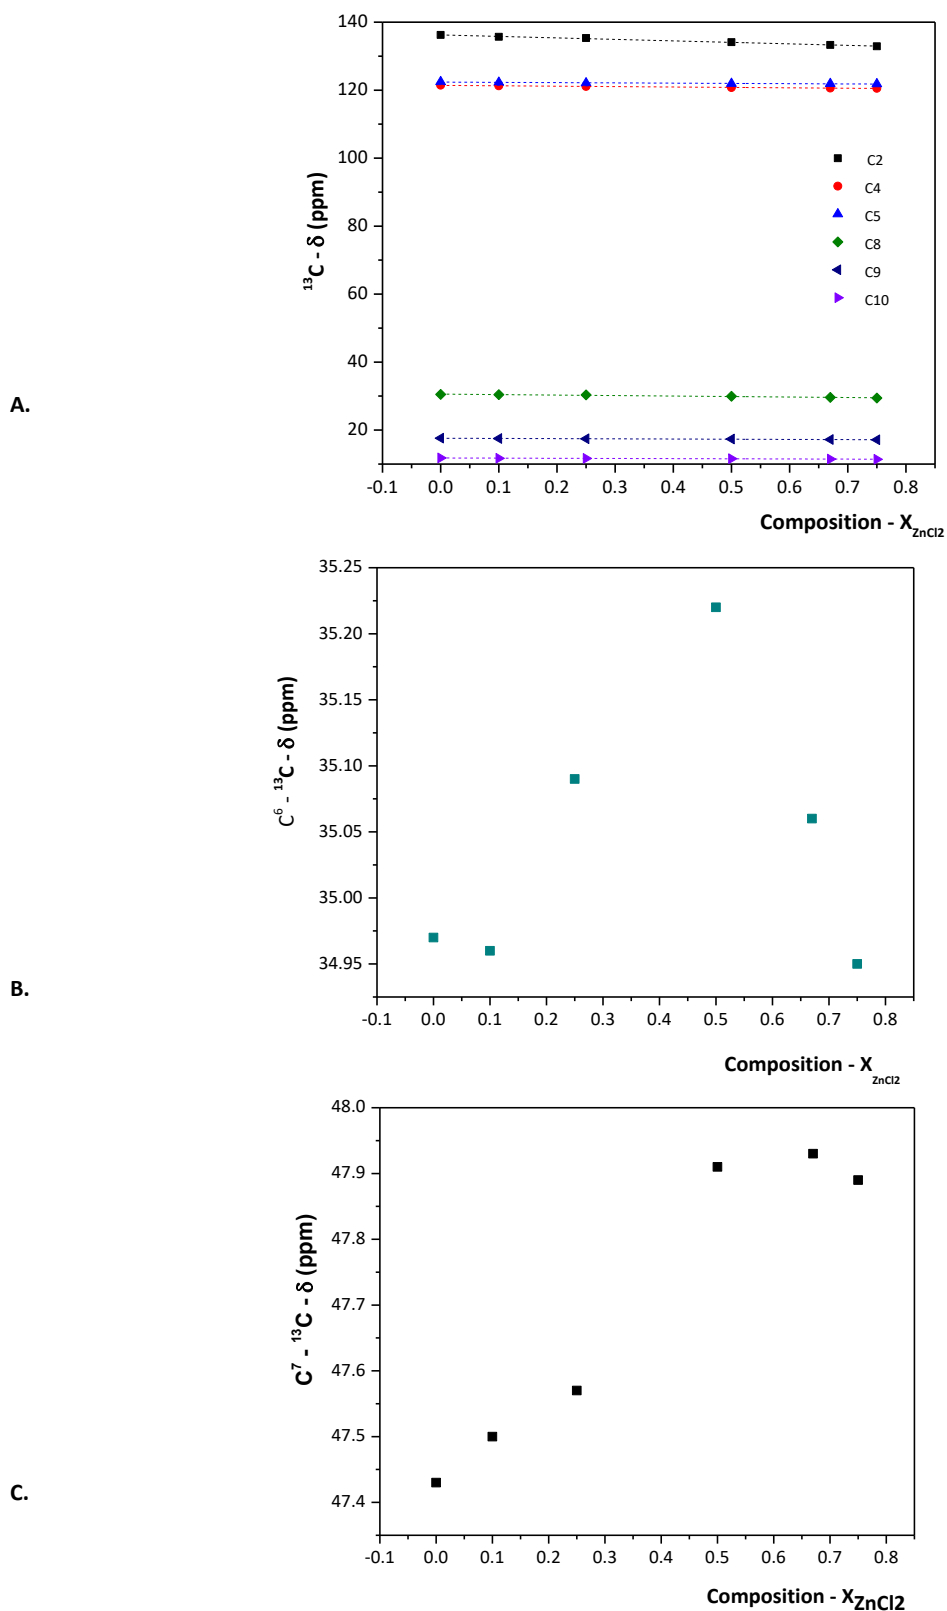 140
120
100
80
60
40
20
¹³C - δ (ppm)
C2
C4
C5
C8
C9
C10
A.
-0.1 0.0 0.1 0.2 0.3 0.4 0.5 0.6 0.7 0.8
Composition - X_ZnCl2
35.25
35.20
35.15
35.10
35.05
35.00
34.95
C⁶ - ¹³C - δ (ppm)
B.
-0.1 0.0 0.1 0.2 0.3 0.4 0.5 0.6 0.7 0.8
Composition - X_ZnCl2
48.0
47.9
47.8
47.7
47.6
47.5
47.4
C⁷ - ¹³C - δ (ppm)
C.
-0.1 0.0 0.1 0.2 0.3 0.4 0.5 0.6 0.7 0.8
Composition - XZnCl2